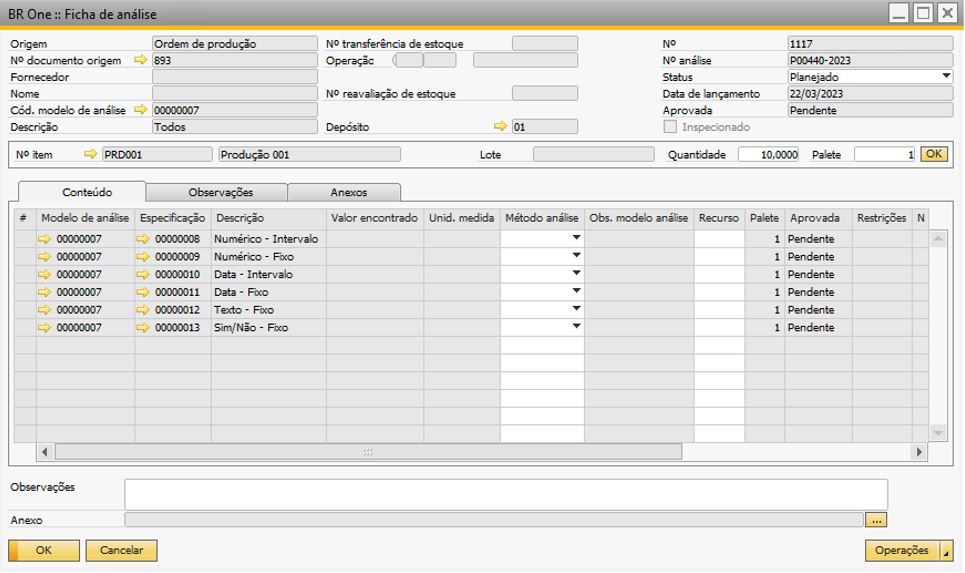 BR One :: Ficha de análise
Origem Ordem de produção Nº transferência de estoque Nº 1117
Nº documento origem 893 Operaçãc Nº análise P00440-2023
Fornecedor Status Planejado
Nome Nº reavaliação de estoque Data de lançamento 22/03/2023
Cód. modelo de análise 00000007 Aprovada Pendente
Descrição Todos Depósito 01 Inspecionado
Nº item PRD001 Produção 001 Lote Quantidade 10,0000 Palete 1 OK
Conteúdo Observações Anexos
# Modelo de análise Especificação Descrição Valor encontrado Unid. medida Método análise Obs. modelo análise Recurso Palete Aprovada Restrições N
00000007 00000008 Numérico - Intervalo 1 Pendente
00000007 00000009 Numérico - Fixo 1 Pendente
00000007 00000010 Data - Intervalo 1 Pendente
00000007 00000011 Data - Fixo 1 Pendente
00000007 00000012 Texto - Fixo 1 Pendente
00000007 00000013 Sim/Não - Fixo 1 Pendente
Observações
Anexo ...
OK Cancelar Operações